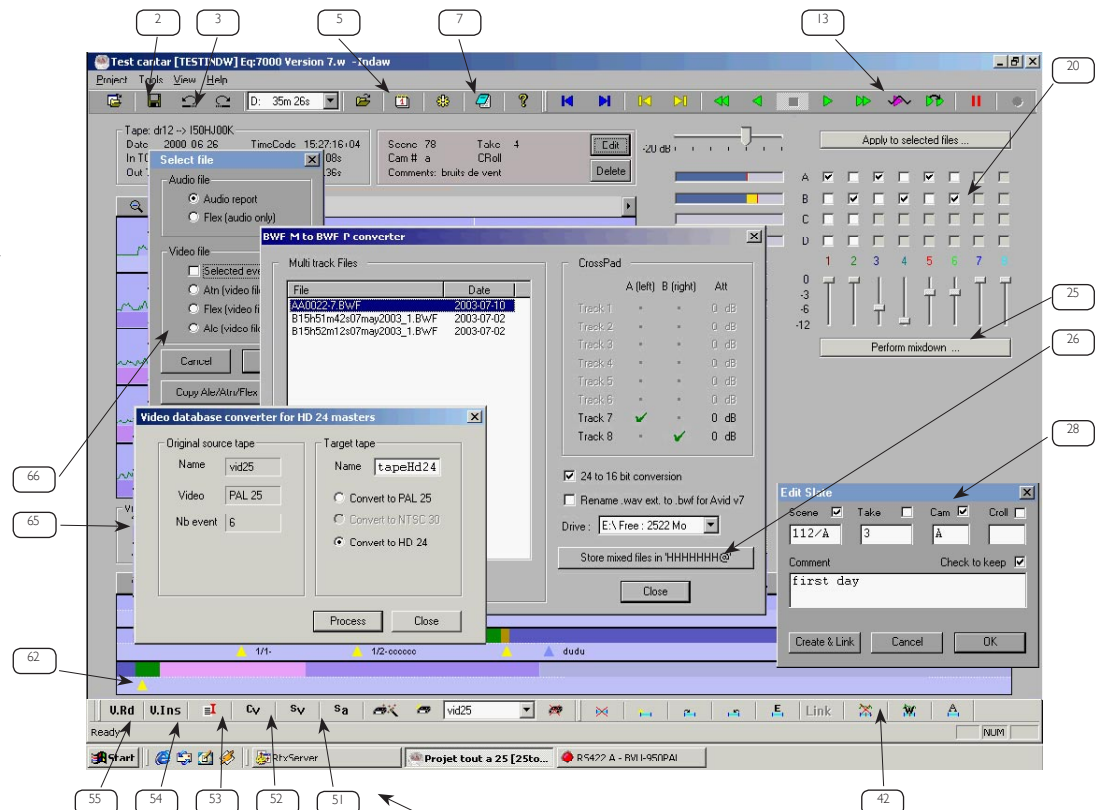 2 3 5 7 13
20
Test cantar [TESTINDW] Eq:7000 Version 7.w - Indaw
Project Tools View Help
D: 35m 26s
Tape: dr12 --> I50HJ00K
Date 2000 06 26 TimeCode 15:27:16:04
Scene 78 Take 4
Cam # a CRoll
Comments: bruits de vent
Edit
Delete
-20 dB
Apply to selected files ...
A
B
C
D
1 2 3 4 5 6 7 8
0
-3
-6
-12
Perform mixdown ...
25
26
28
Select file
Audio file
Audio report
Flex (audio only)
Video file
Selected eve
Atn (video file
Flex (video fi
Alc (video file
Cancel
Copy Ale/Atn/Flex
BWF M to BWF P converter
Multi track Files
File Date
AA0022-7.BWF 2003-07-10
B15h51m42s07may2003_1.BWF 2003-07-02
B15h52m12s07may2003_1.BWF 2003-07-02
CrossPad
A (left) B (right) Att
Track 1 0 dB
Track 2 0 dB
Track 3 0 dB
Track 4 0 dB
Track 5 0 dB
Track 6 0 dB
Track 7 0 dB
Track 8 0 dB
24 to 16 bit conversion
Rename .wav ext. to .bwf for Avid v7
Drive : E:\ Free : 2522 Mo
Store mixed files in 'HHHHHHH@'
Close
Video database converter for HD 24 masters
Original source tape
Name vid25
Video PAL 25
Nb event 6
Target tape
Name tapeHd24
Convert to PAL 25
Convert to NTSC 30
Convert to HD 24
Process Close
Edit Slate
Scene Take Cam Croll
112/A 3 A
Comment Check to keep
first day
Create & Link Cancel OK
66
65
62
1/1- 1/2-cccccc dudu
V.Rd V.Ins I Cv Sv Sa vid25 E Link W A
Ready NUM
Start RtxServer Projet tout a 25 [25to... RS422 A - BVU-950PAL
55 54 53 52 51 42